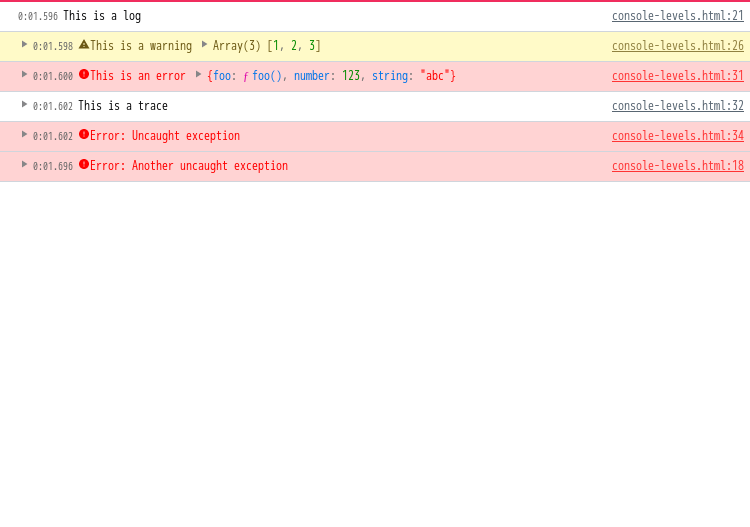 0:01.596 This is a log console-levels.html:21
0:01.598 This is a warning Array(3) [1, 2, 3] console-levels.html:26
0:01.600 This is an error {foo: ƒ foo(), number: 123, string: "abc"} console-levels.html:31
0:01.602 This is a trace console-levels.html:32
0:01.602 Error: Uncaught exception console-levels.html:34
0:01.696 Error: Another uncaught exception console-levels.html:18